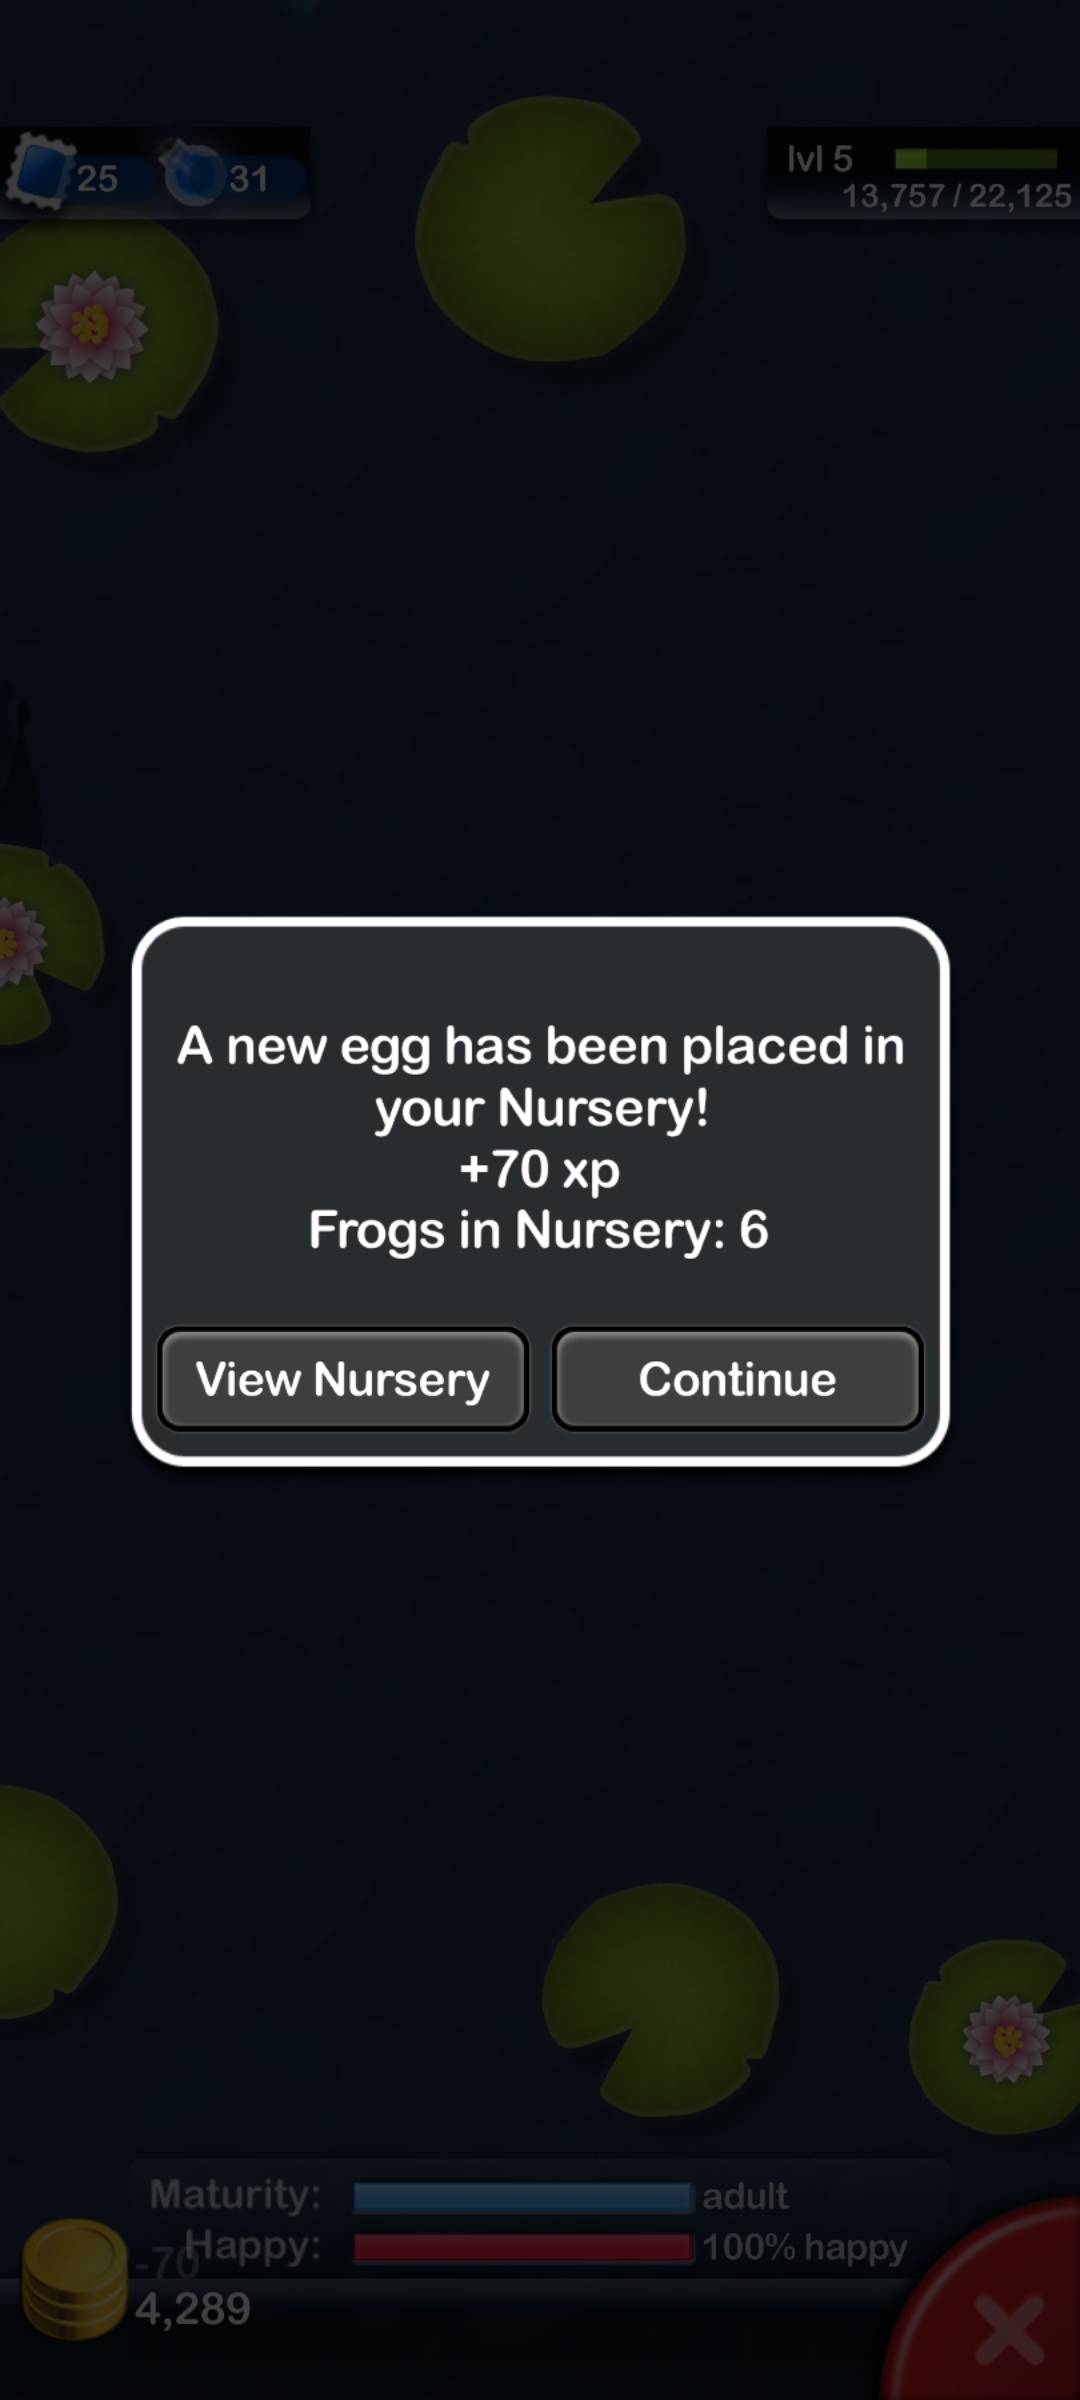 25
31
lvl 5
13,757 / 22,125
A new egg has been placed in
your Nursery!
+70 xp
Frogs in Nursery: 6
View Nursery
Continue
Maturity:
adult
Happy:
100% happy
-70
4,289